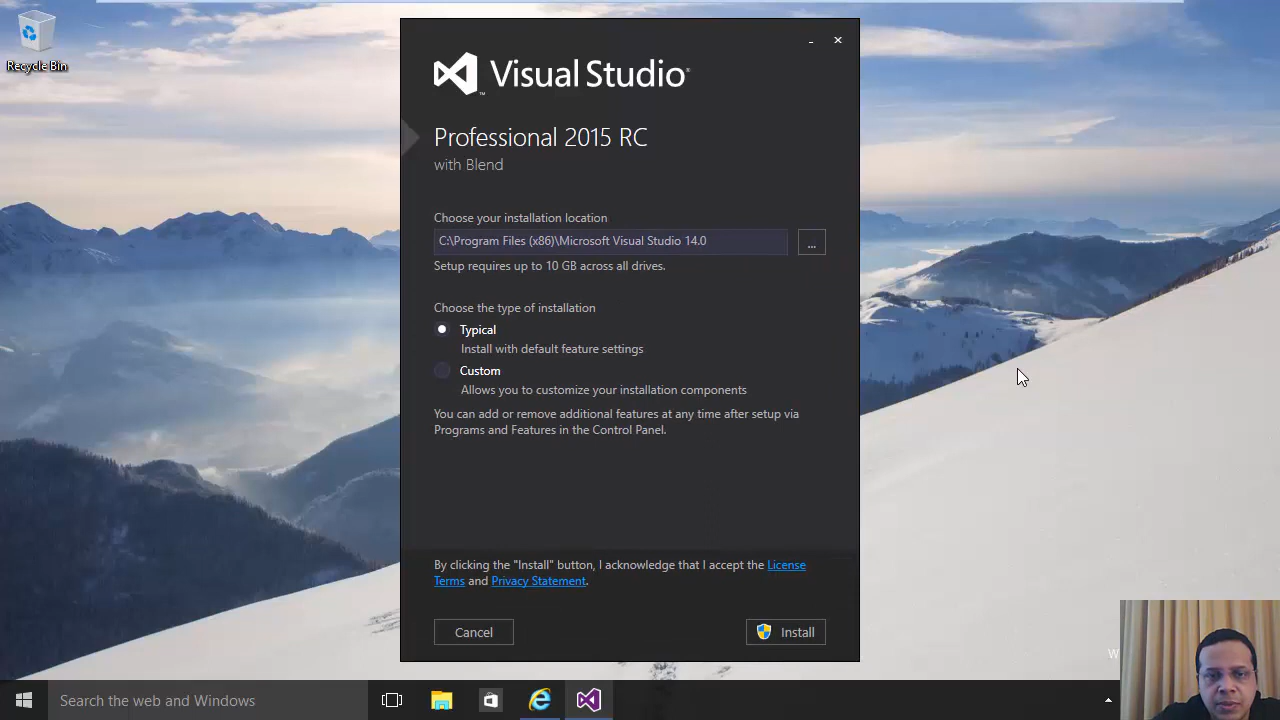 Recycle Bin
Visual Studio®
™
Professional 2015 RC
with Blend
Choose your installation location
C:\Program Files (x86)\Microsoft Visual Studio 14.0
...
Setup requires up to 10 GB across all drives.
Choose the type of installation
Typical
Install with default feature settings
Custom
Allows you to customize your installation components
You can add or remove additional features at any time after setup via
Programs and Features in the Control Panel.
By clicking the "Install" button, I acknowledge that I accept the License
Terms and Privacy Statement.
Cancel
Install
W
Search the web and Windows